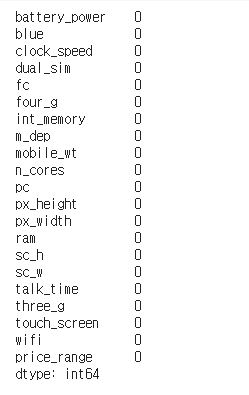 battery_power 0
blue 0
clock_speed 0
dual_sim 0
fc 0
four_g 0
int_memory 0
m_dep 0
mobile_wt 0
n_cores 0
pc 0
px_height 0
px_width 0
ram 0
sc_h 0
sc_w 0
talk_time 0
three_g 0
touch_screen 0
wifi 0
price_range 0
dtype: int64